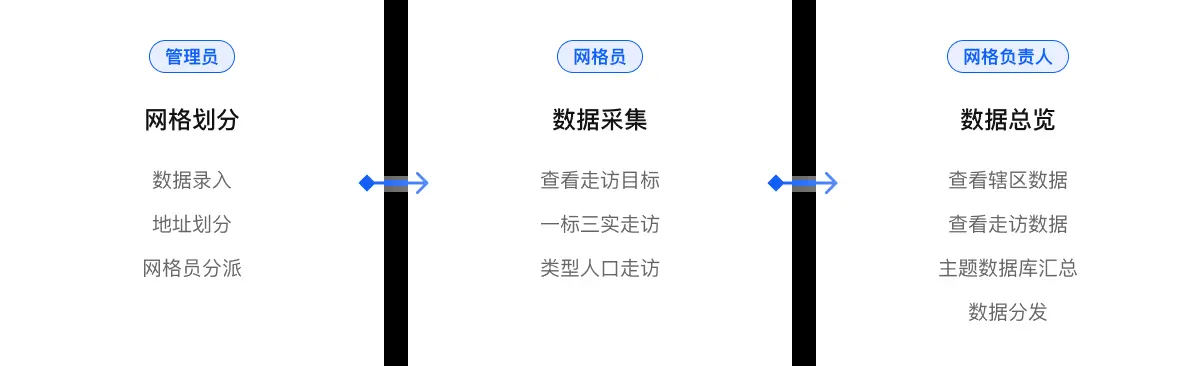 管理员
网格划分
数据录入
地址划分
网格员分派
网格员
数据采集
查看走访目标
一标三实走访
类型人口走访
网格负责人
数据总览
查看辖区数据
查看走访数据
主题数据库汇总
数据分发